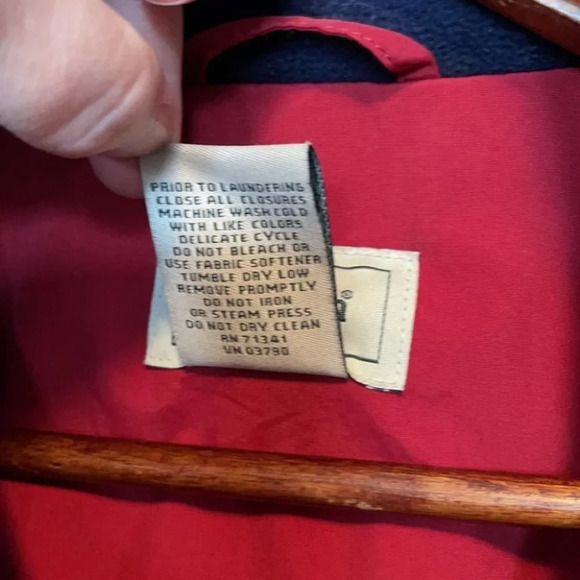 PRIOR TO LAUNDERING
CLOSE ALL CLOSURES
MACHINE WASH COLD
WITH LIKE COLORS
DELICATE CYCLE
DO NOT BLEACH OR
USE FABRIC SOFTENER
TUMBLE DRY LOW
REMOVE PROMPTLY
DO NOT IRON
OR STEAM PRESS
DO NOT DRY CLEAN
RN 71341
VN 03790
®